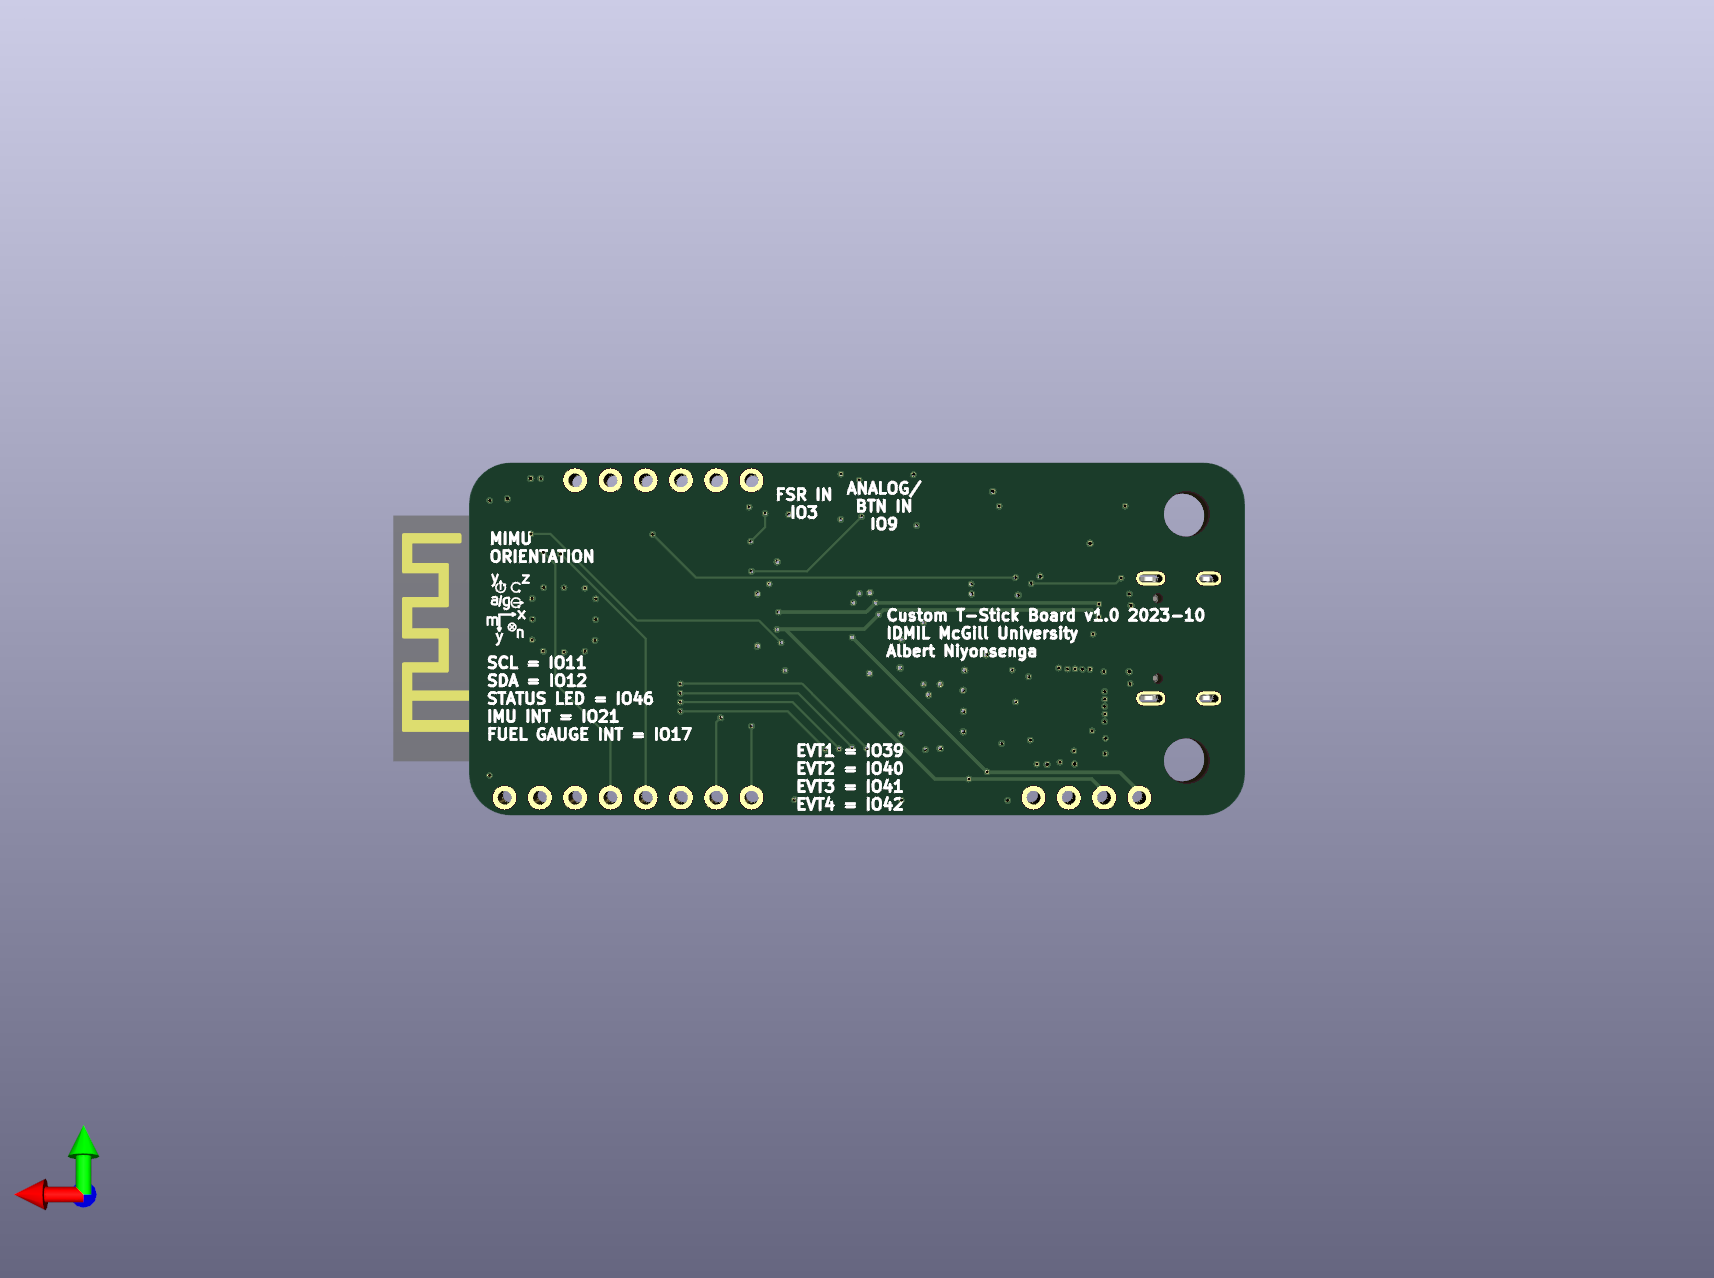 FSR IN
IO3
ANALOG/
BTN IN
IO9
MIMU
ORIENTATION
y z
a/g
x
m
n
y
Custom T-Stick Board v1.0 2023-10
IDMIL McGill University
Albert Niyonsenga
SCL = IO11
SDA = IO12
STATUS LED = IO46
IMU INT = IO21
FUEL GAUGE INT = IO17
EVT1 = IO39
EVT2 = IO40
EVT3 = IO41
EVT4 = IO42